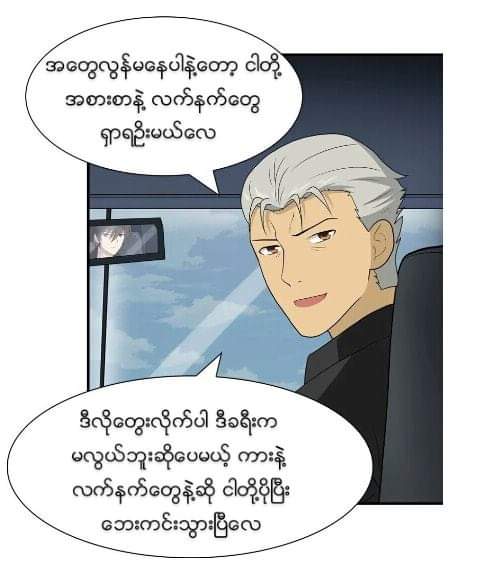 အတွေလွန်မနေပါနဲ့တော့ ငါတို့
အစားစာနဲ့ လက်နက်တွေ
ရှာရဦးမယ်လေ
ဒီလိုတွေးလိုက်ပါ ဒီခရီးက
မလွယ်ဘူးဆိုပေမယ့် ကားနဲ့
လက်နက်တွေနဲ့ဆို ငါတို့ပိုပြီး
ဘေးကင်းသွားပြီလေ